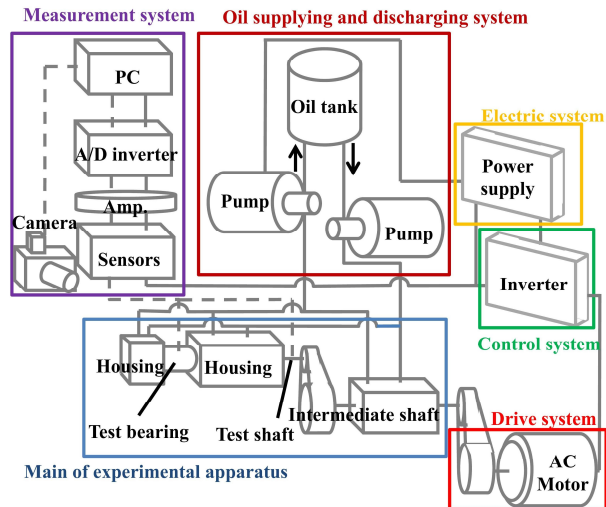 Measurement system
PC
A/D inverter
Amp.
Camera
Sensors
Oil supplying and discharging system
Oil tank
Pump
Pump
Electric system
Power
supply
Inverter
Control system
Housing
Housing
Test bearing
Test shaft
Intermediate shaft
Main of experimental apparatus
Drive system
AC
Motor